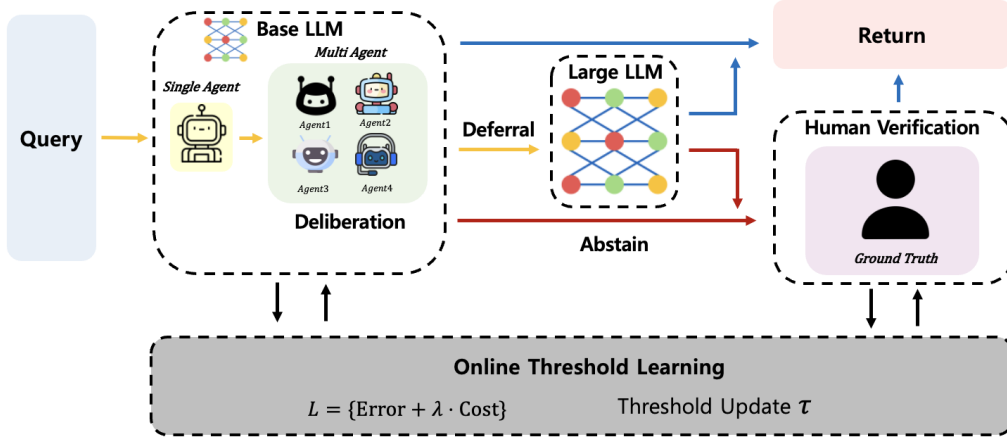 Query
Base LLM
Single Agent
Multi Agent
Agent1
Agent2
Agent3
Agent4
Deliberation
Deferral
Large LLM
Abstain
Return
Human Verification
Ground Truth
Online Threshold Learning
L = {Error + λ · Cost}
Threshold Update τ